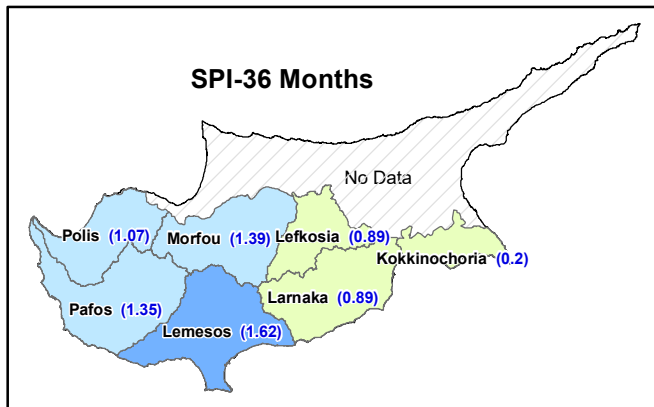 SPI-36 Months
No Data
Polis (1.07)
Morfou (1.39)
Lefkosia (0.89)
Kokkinochoria (0.2)
Pafos (1.35)
Larnaka (0.89)
Lemesos (1.62)